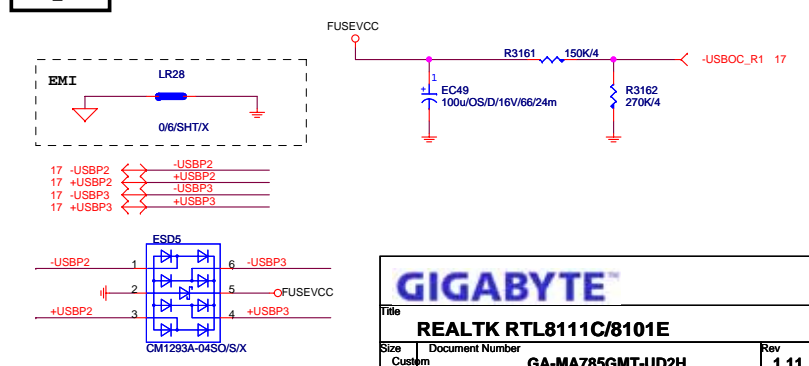 FUSEVCC
R3161 150K/4
-USBOC_R1 17
EMI
LR28
0/6/SHT/X
1
+
EC49
100u/OS/D/16V/66/24m
R3162
270K/4
17 -USBP2 -USBP2
17 +USBP2 +USBP2
17 -USBP3 -USBP3
17 +USBP3 +USBP3
ESD5
-USBP2 1 6 -USBP3
2 5 FUSEVCC
+USBP2 3 4 +USBP3
CM1293A-04SO/S/X
GIGABYTE™
Title
REALTK RTL8111C/8101E
Size Document Number Rev
Custom GA-MA785GMT-UD2H 1.11